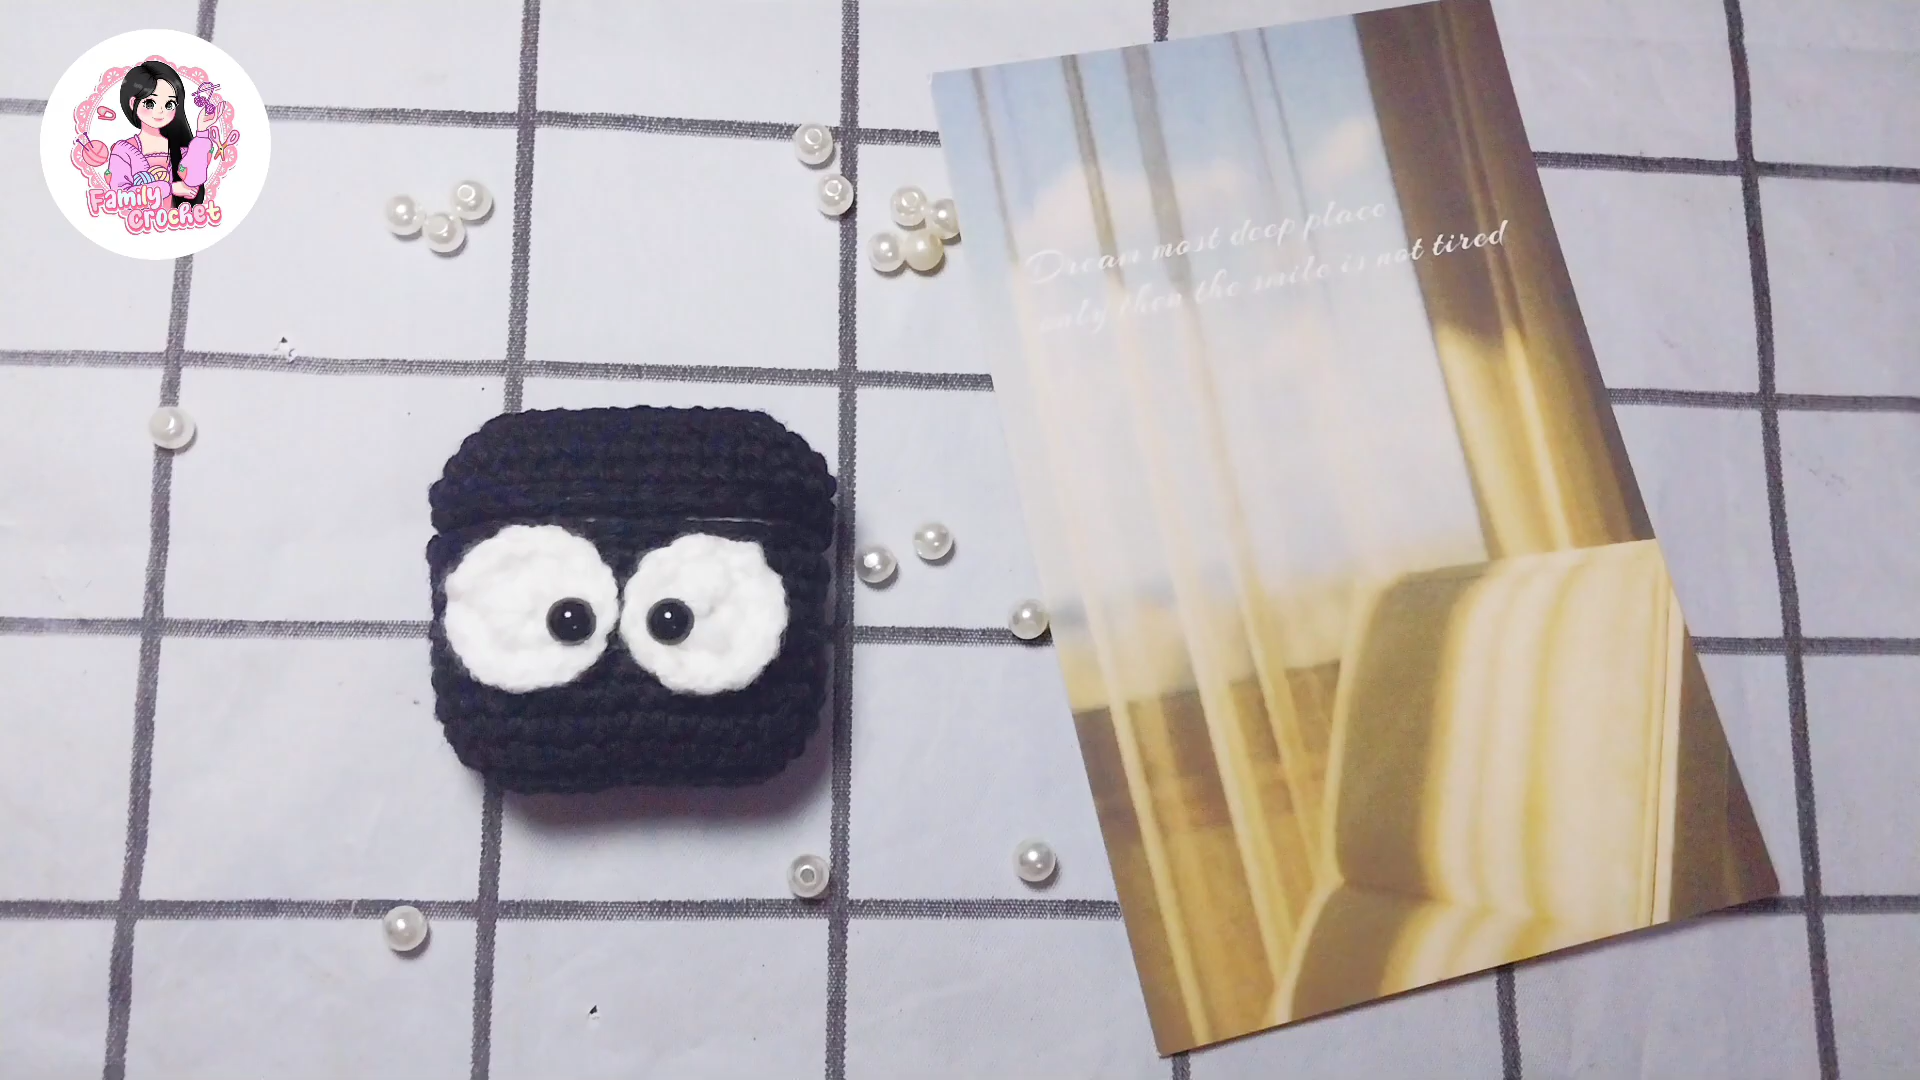 Family
Crochet
Dream most deep place
only then the smile is not tired